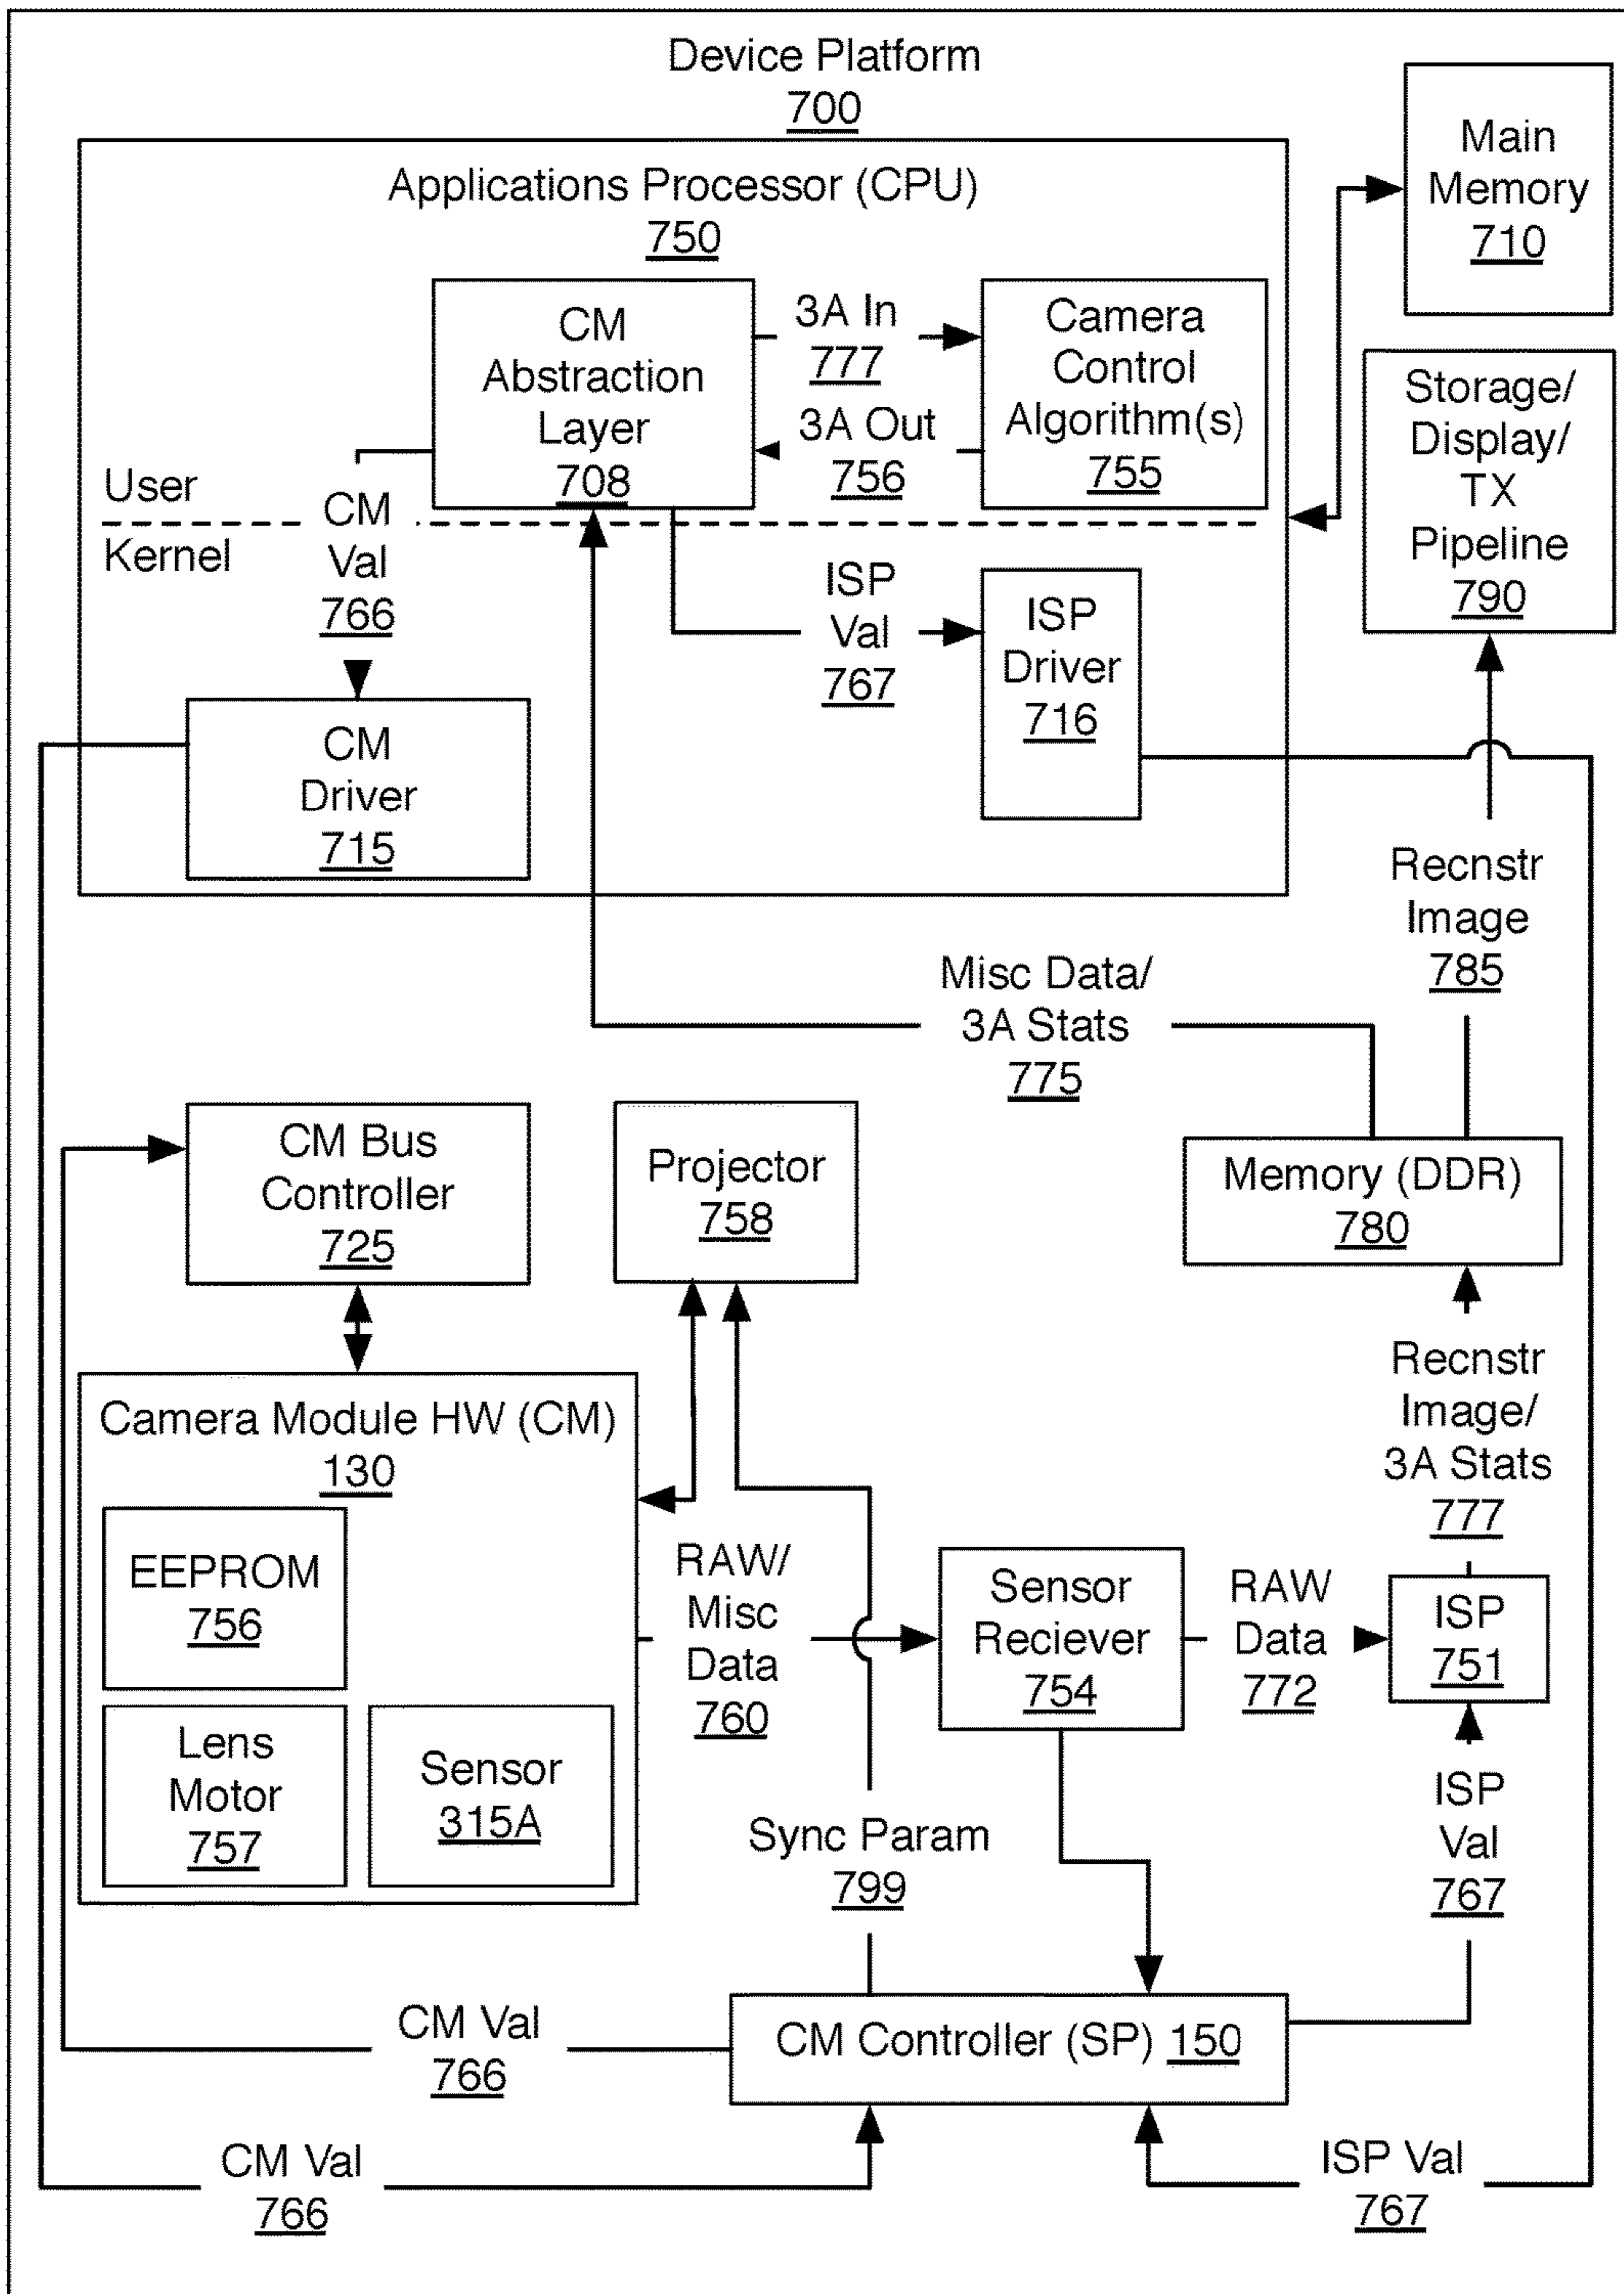 Device Platform
700
Applications Processor (CPU)
750
Main
Memory
710
CM
Abstraction
Layer
708
3A In
777
3A Out
756
Camera
Control
Algorithm(s)
755
Storage/
Display/
TX
Pipeline
790
User
Kernel
CM
Val
766
ISP
Val
767
ISP
Driver
716
CM
Driver
715
Recnstr
Image
785
Misc Data/
3A Stats
775
CM Bus
Controller
725
Projector
758
Memory (DDR)
780
Camera Module HW (CM)
130
EEPROM
756
Lens
Motor
757
Sensor
315A
RAW/
Misc
Data
760
Sensor
Reciever
754
RAW
Data
772
Recnstr
Image/
3A Stats
777
ISP
751
Sync Param
799
ISP
Val
767
CM Val
766
CM Controller (SP) 150
CM Val
766
ISP Val
767